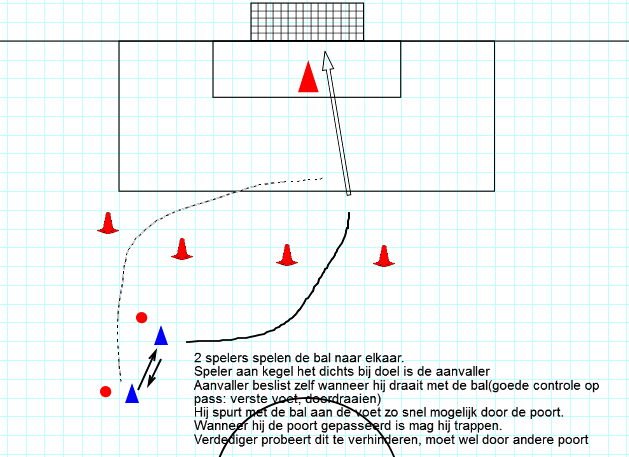 2 spelers spelen de bal naar elkaar.
Speler aan kegel het dichts bij doel is de aanvaller
Aanvaller beslist zelf wanneer hij draait met de bal(goede controle op
pass: verste voet, doordraaien)
Hij spurt met de bal aan de voet zo snel mogelijk door de poort.
Wanneer hij de poort gepasseerd is mag hij trappen.
Verdediger probeert dit te verhinderen, moet wel door andere poort